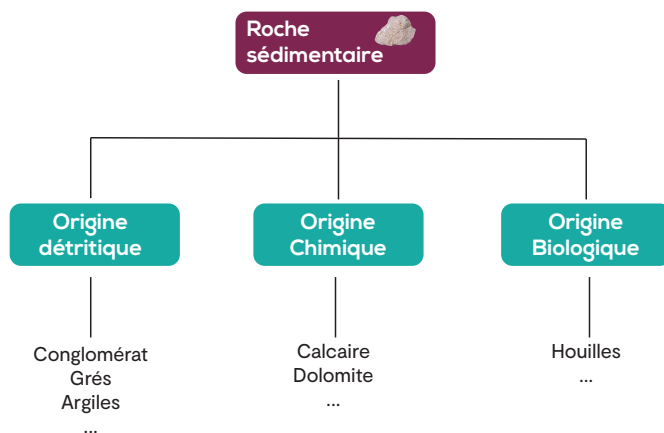 Roche
sédimentaire
Origine
détritique
Origine
Chimique
Origine
Biologique
Conglomérat
Grés
Argiles
...
Calcaire
Dolomite
...
Houilles
...